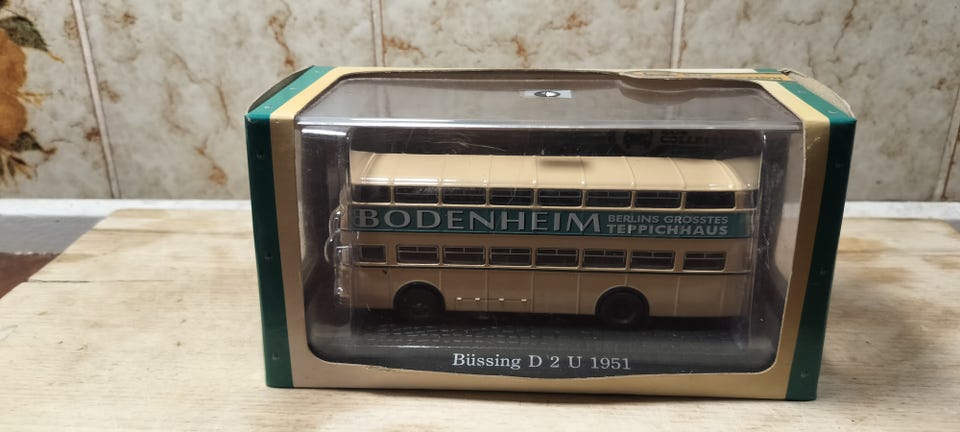 BODENHEIM
BERLINS GRÖSSTES
TEPPICHHAUS
Büssing D 2 U 1951